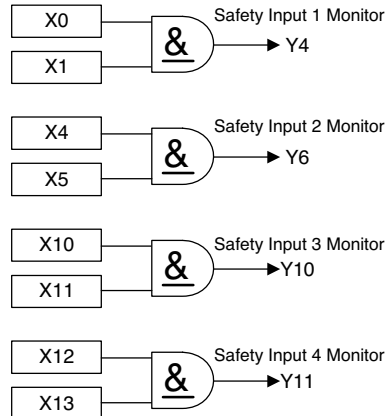 X0
Safety Input 1 Monitor
&
Y4
X1
X4
Safety Input 2 Monitor
&
Y6
X5
X10
Safety Input 3 Monitor
&
Y10
X11
X12
Safety Input 4 Monitor
&
Y11
X13